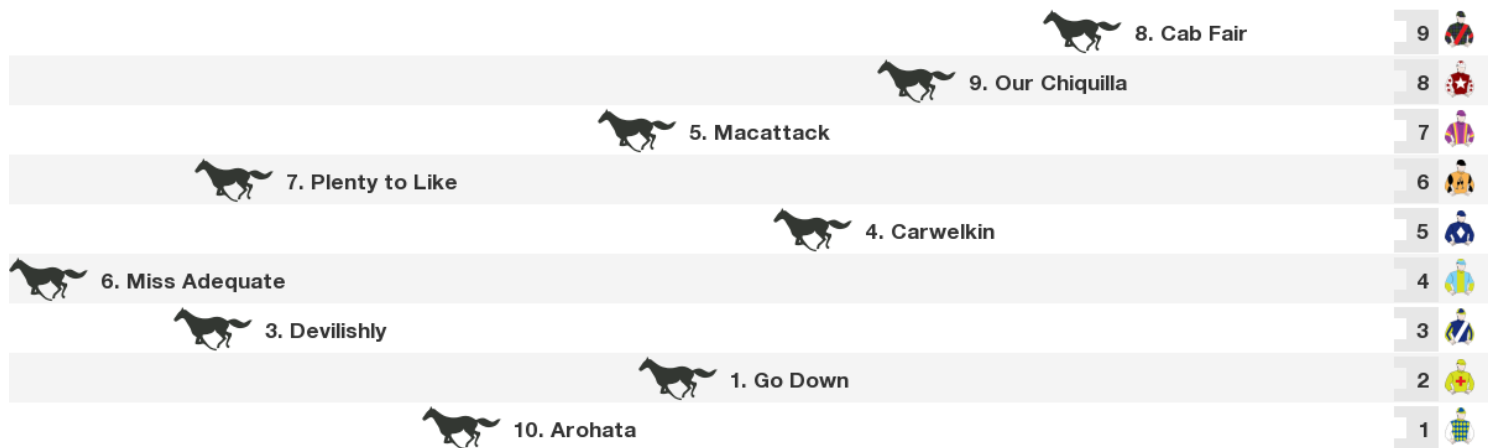 8. Cab Fair 9
9. Our Chiquilla 8
5. Macattack 7
7. Plenty to Like 6
4. Carwelkin 5
6. Miss Adequate 4
3. Devilishly 3
1. Go Down 2
10. Arohata 1